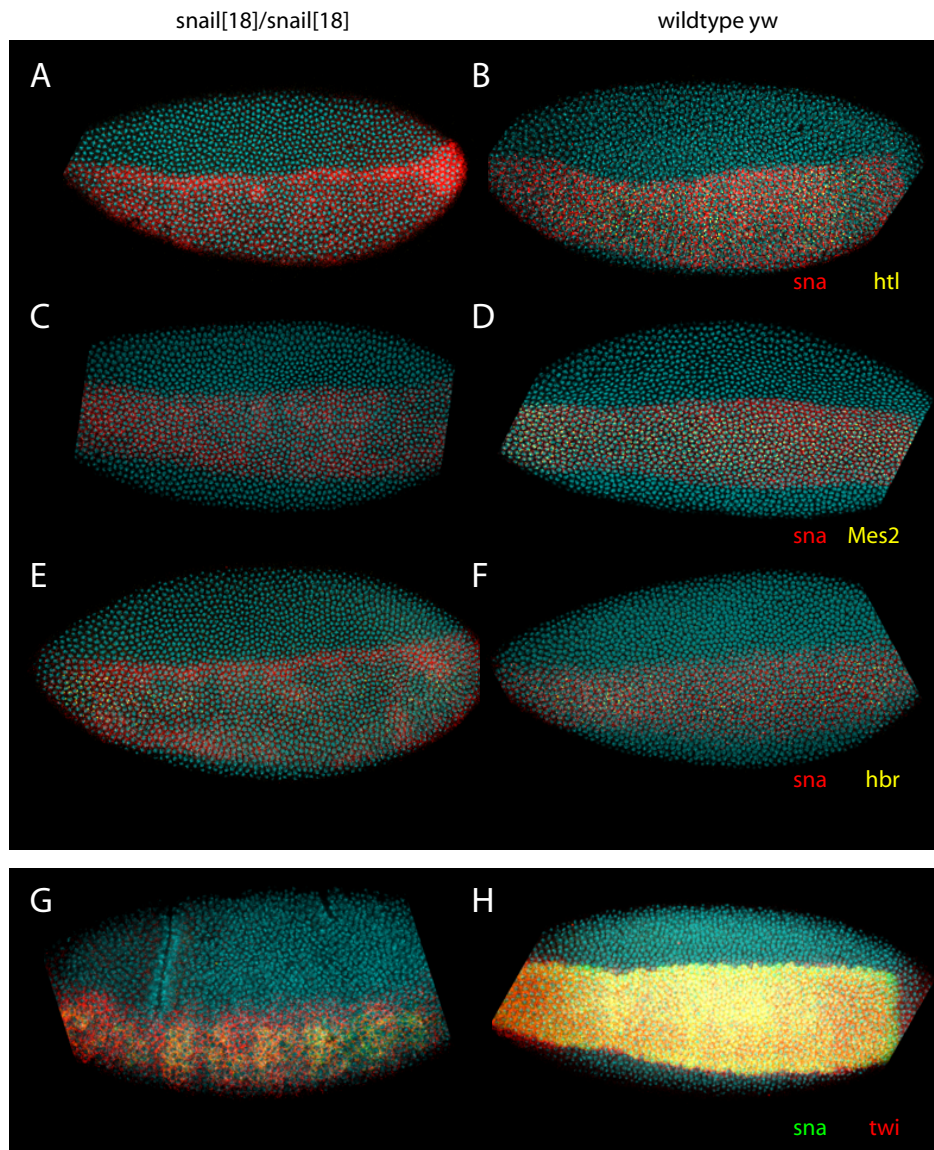 snail[18]/snail[18] wildtype yw
A B
sna htl
C D
sna Mes2
E F
sna hbr
G H
sna twi